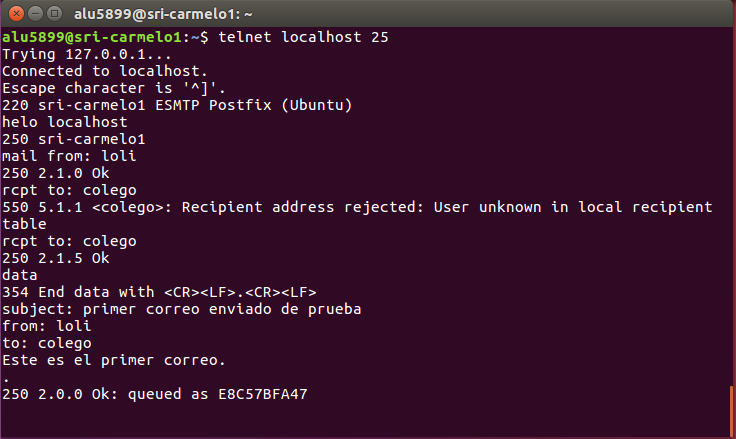 alu5899@sri-carmelo1: ~
alu5899@sri-carmelo1:~$ telnet localhost 25
Trying 127.0.0.1...
Connected to localhost.
Escape character is '^]'.
220 sri-carmelo1 ESMTP Postfix (Ubuntu)
helo localhost
250 sri-carmelo1
mail from: loli
250 2.1.0 Ok
rcpt to: colego
550 5.1.1 <colego>: Recipient address rejected: User unknown in local recipient
table
rcpt to: colego
250 2.1.5 Ok
data
354 End data with <CR><LF>.<CR><LF>
subject: primer correo enviado de prueba
from: loli
to: colego
Este es el primer correo.
.
250 2.0.0 Ok: queued as E8C57BFA47